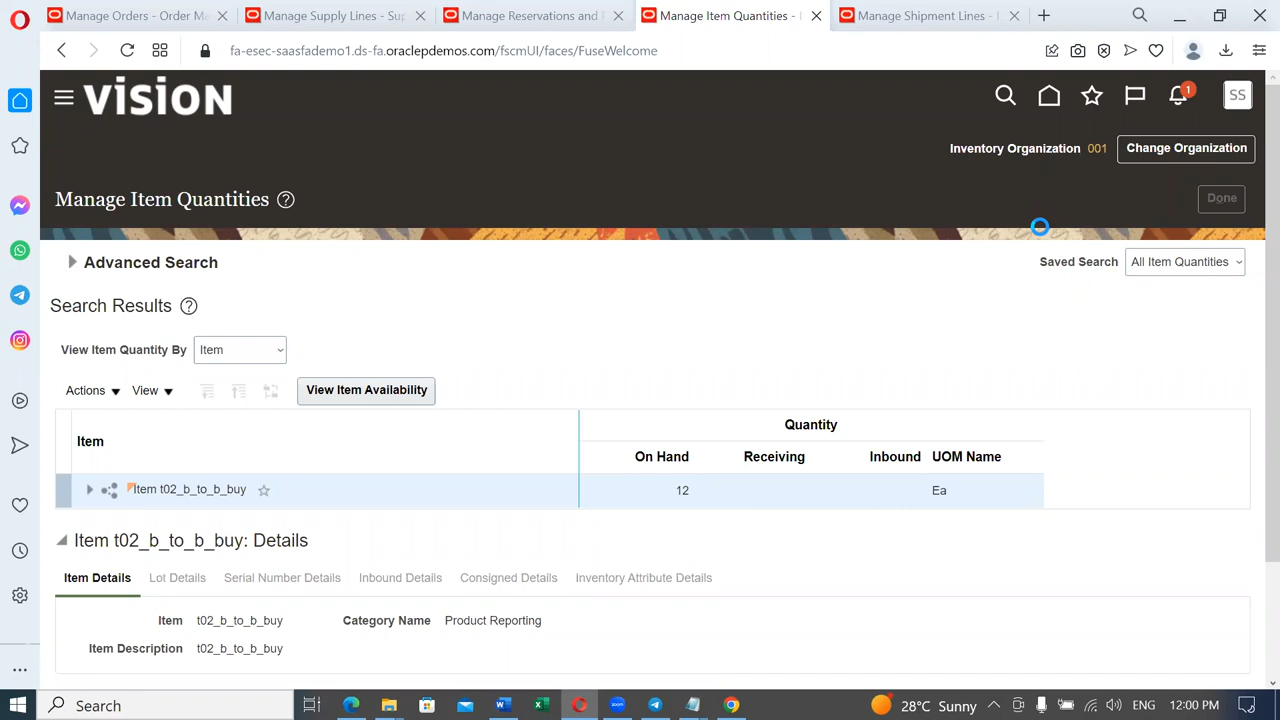 Manage Orders - Order Ma
Manage Supply Lines - Sup
Manage Reservations and P
Manage Item Quantities -
Manage Shipment Lines -
fa-esec-saasfademo1.ds-fa.oraclepdemos.com/fscmUI/faces/FuseWelcome
VISION
1
SS
Inventory Organization 001 Change Organization
Manage Item Quantities
Done
Advanced Search
Saved Search All Item Quantities
Search Results
View Item Quantity By Item
Actions View View Item Availability
Quantity
Item
On Hand Receiving Inbound UOM Name
Item t02_b_to_b_buy 12 Ea
Item t02_b_to_b_buy: Details
Item Details Lot Details Serial Number Details Inbound Details Consigned Details Inventory Attribute Details
Item t02_b_to_b_buy Category Name Product Reporting
Item Description t02_b_to_b_buy
Search 28°C Sunny ENG 12:00 PM